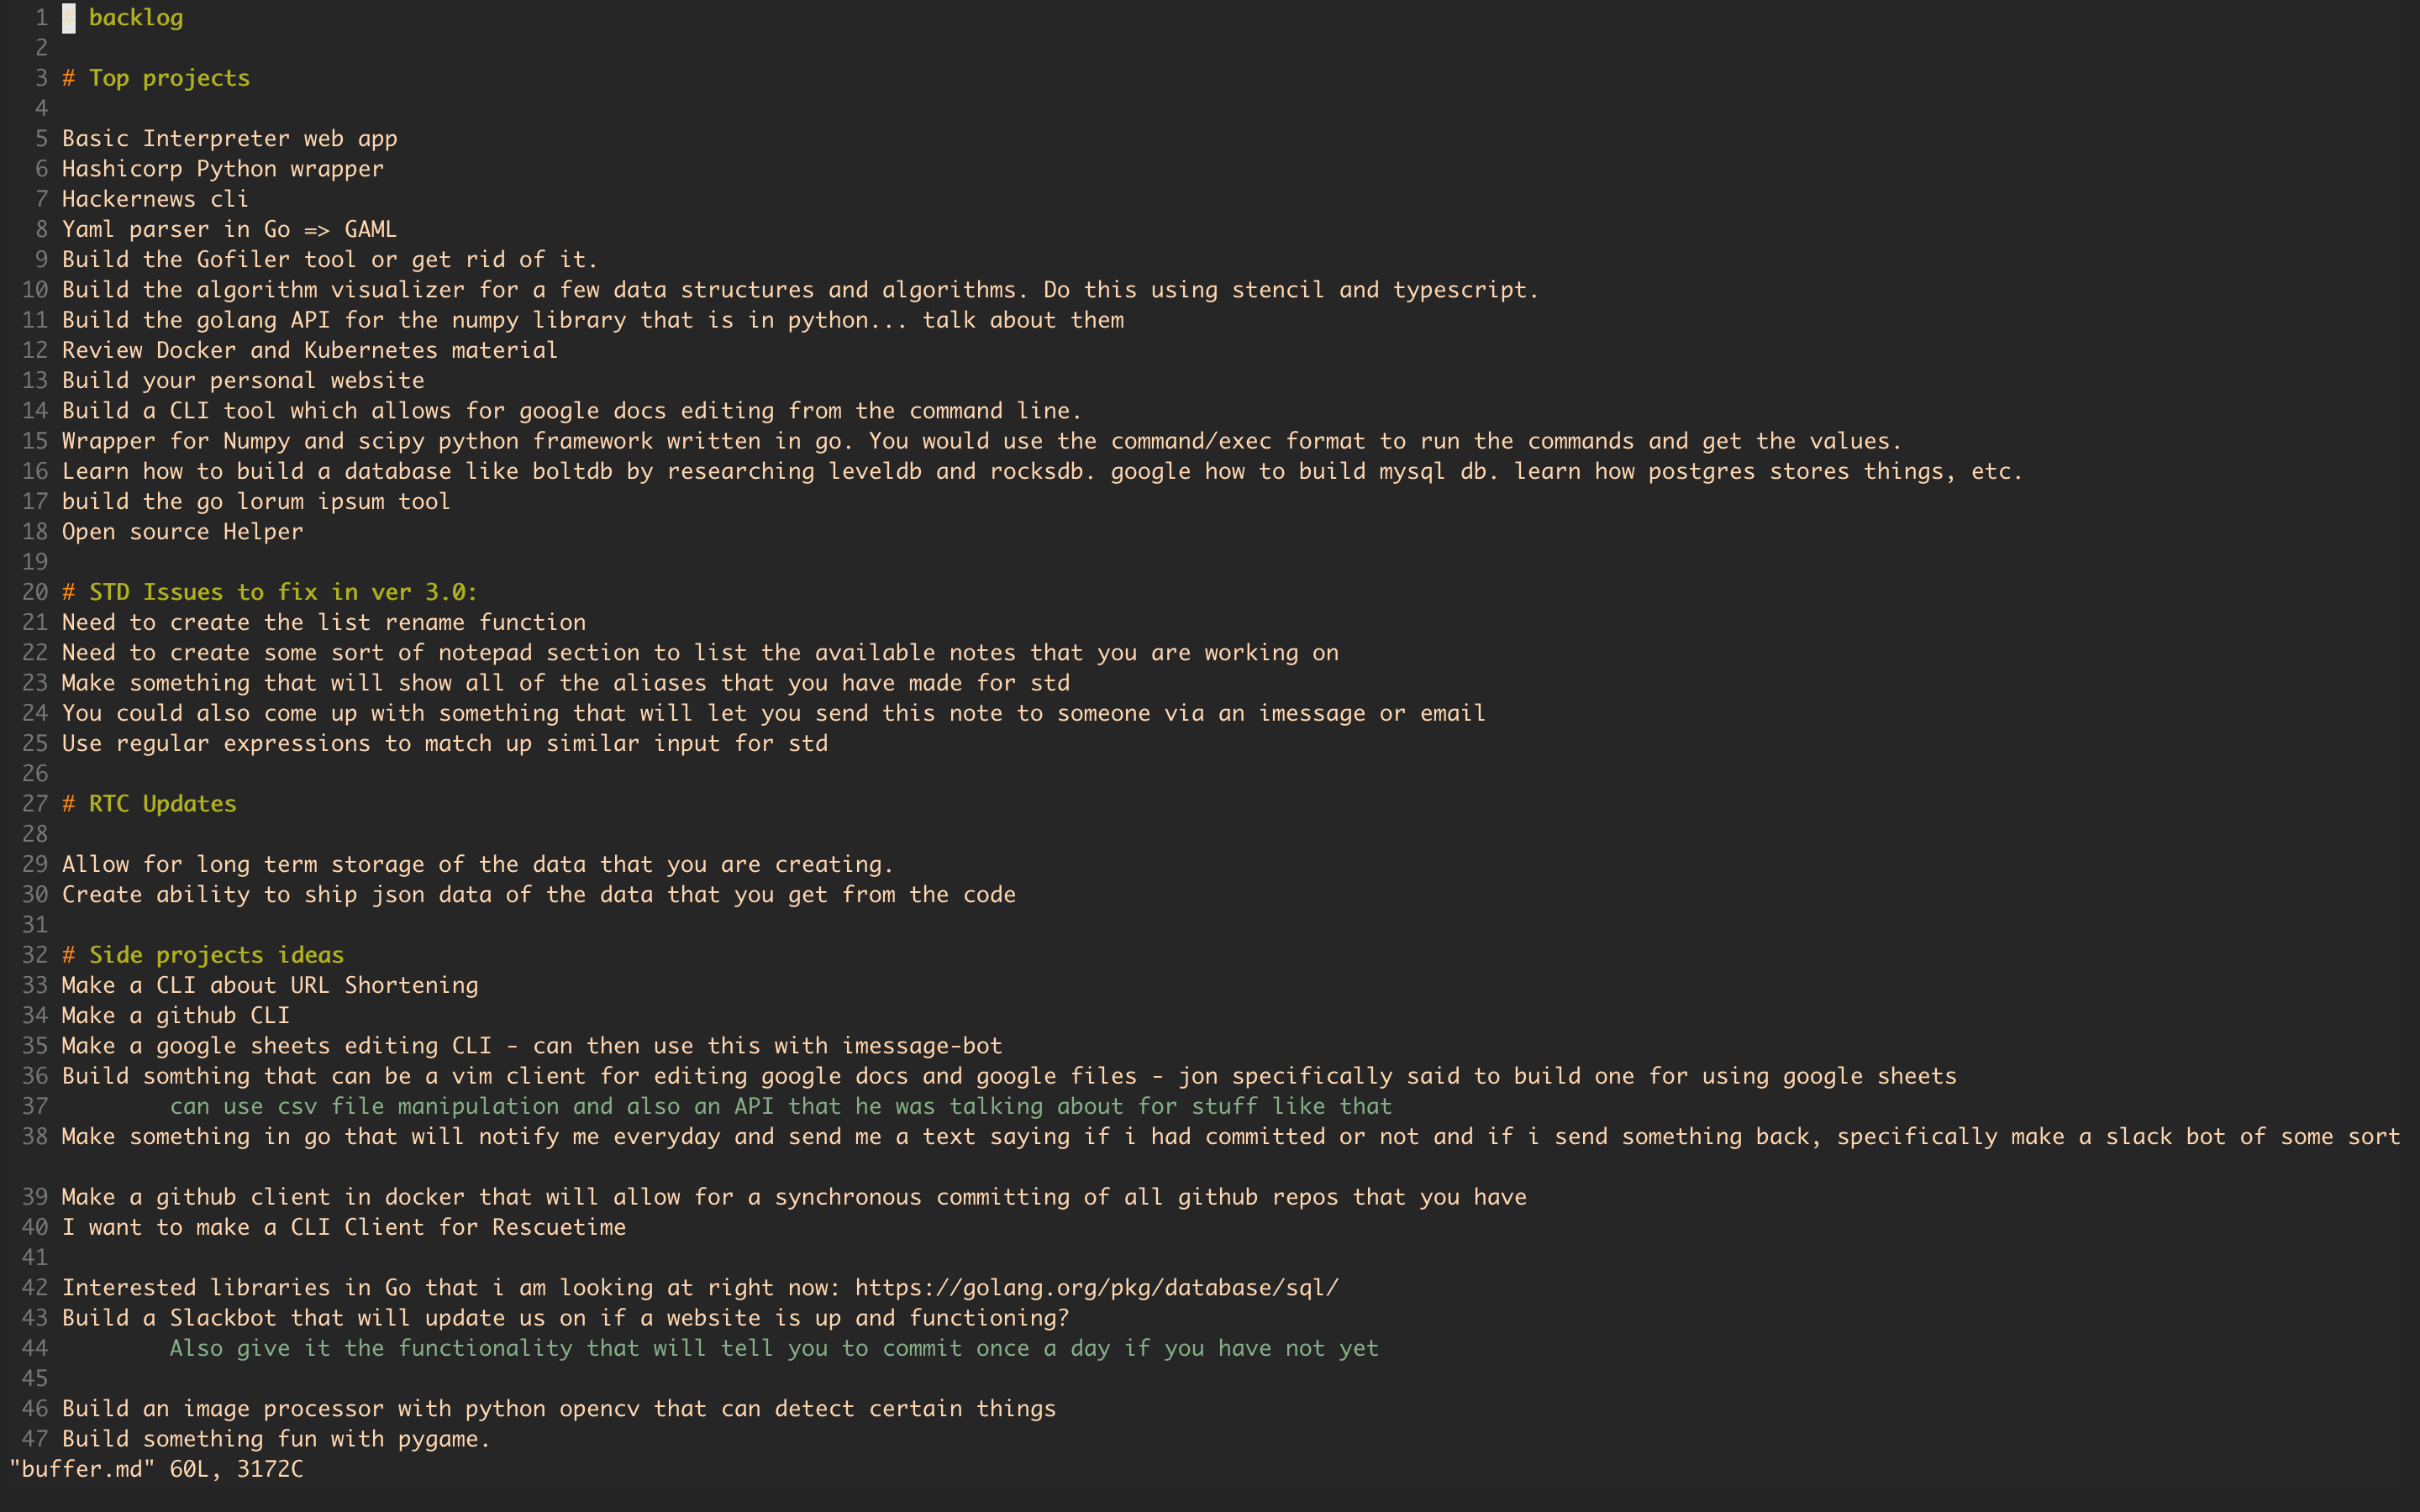 1 # backlog
2
3 # Top projects
4
5 Basic Interpreter web app
6 Hashicorp Python wrapper
7 Hackernews cli
8 Yaml parser in Go => GAML
9 Build the Gofiler tool or get rid of it.
10 Build the algorithm visualizer for a few data structures and algorithms. Do this using stencil and typescript.
11 Build the golang API for the numpy library that is in python... talk about them
12 Review Docker and Kubernetes material
13 Build your personal website
14 Build a CLI tool which allows for google docs editing from the command line.
15 Wrapper for Numpy and scipy python framework written in go. You would use the command/exec format to run the commands and get the values.
16 Learn how to build a database like boltdb by researching leveldb and rocksdb. google how to build mysql db. learn how postgres stores things, etc.
17 build the go lorum ipsum tool
18 Open source Helper
19
20 # STD Issues to fix in ver 3.0:
21 Need to create the list rename function
22 Need to create some sort of notepad section to list the available notes that you are working on
23 Make something that will show all of the aliases that you have made for std
24 You could also come up with something that will let you send this note to someone via an imessage or email
25 Use regular expressions to match up similar input for std
26
27 # RTC Updates
28
29 Allow for long term storage of the data that you are creating.
30 Create ability to ship json data of the data that you get from the code
31
32 # Side projects ideas
33 Make a CLI about URL Shortening
34 Make a github CLI
35 Make a google sheets editing CLI - can then use this with imessage-bot
36 Build somthing that can be a vim client for editing google docs and google files - jon specifically said to build one for using google sheets
37         can use csv file manipulation and also an API that he was talking about for stuff like that
38 Make something in go that will notify me everyday and send me a text saying if i had committed or not and if i send something back, specifically make a slack bot of some sort
39 Make a github client in docker that will allow for a synchronous committing of all github repos that you have
40 I want to make a CLI Client for Rescuetime
41
42 Interested libraries in Go that i am looking at right now: https://golang.org/pkg/database/sql/
43 Build a Slackbot that will update us on if a website is up and functioning?
44         Also give it the functionality that will tell you to commit once a day if you have not yet
45
46 Build an image processor with python opencv that can detect certain things
47 Build something fun with pygame.
"buffer.md" 60L, 3172C